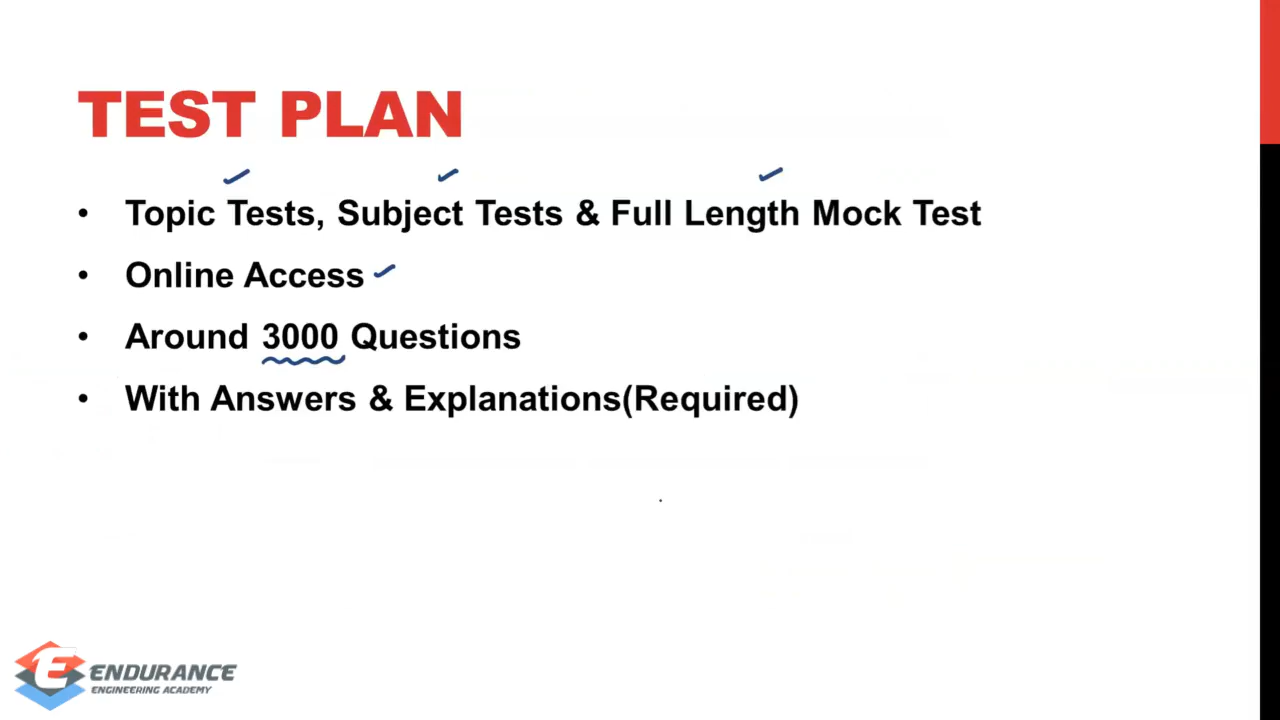 TEST PLAN
• Topic Tests, Subject Tests & Full Length Mock Test
• Online Access
• Around 3000 Questions
• With Answers & Explanations(Required)
E ENDURANCE
ENGINEERING ACADEMY